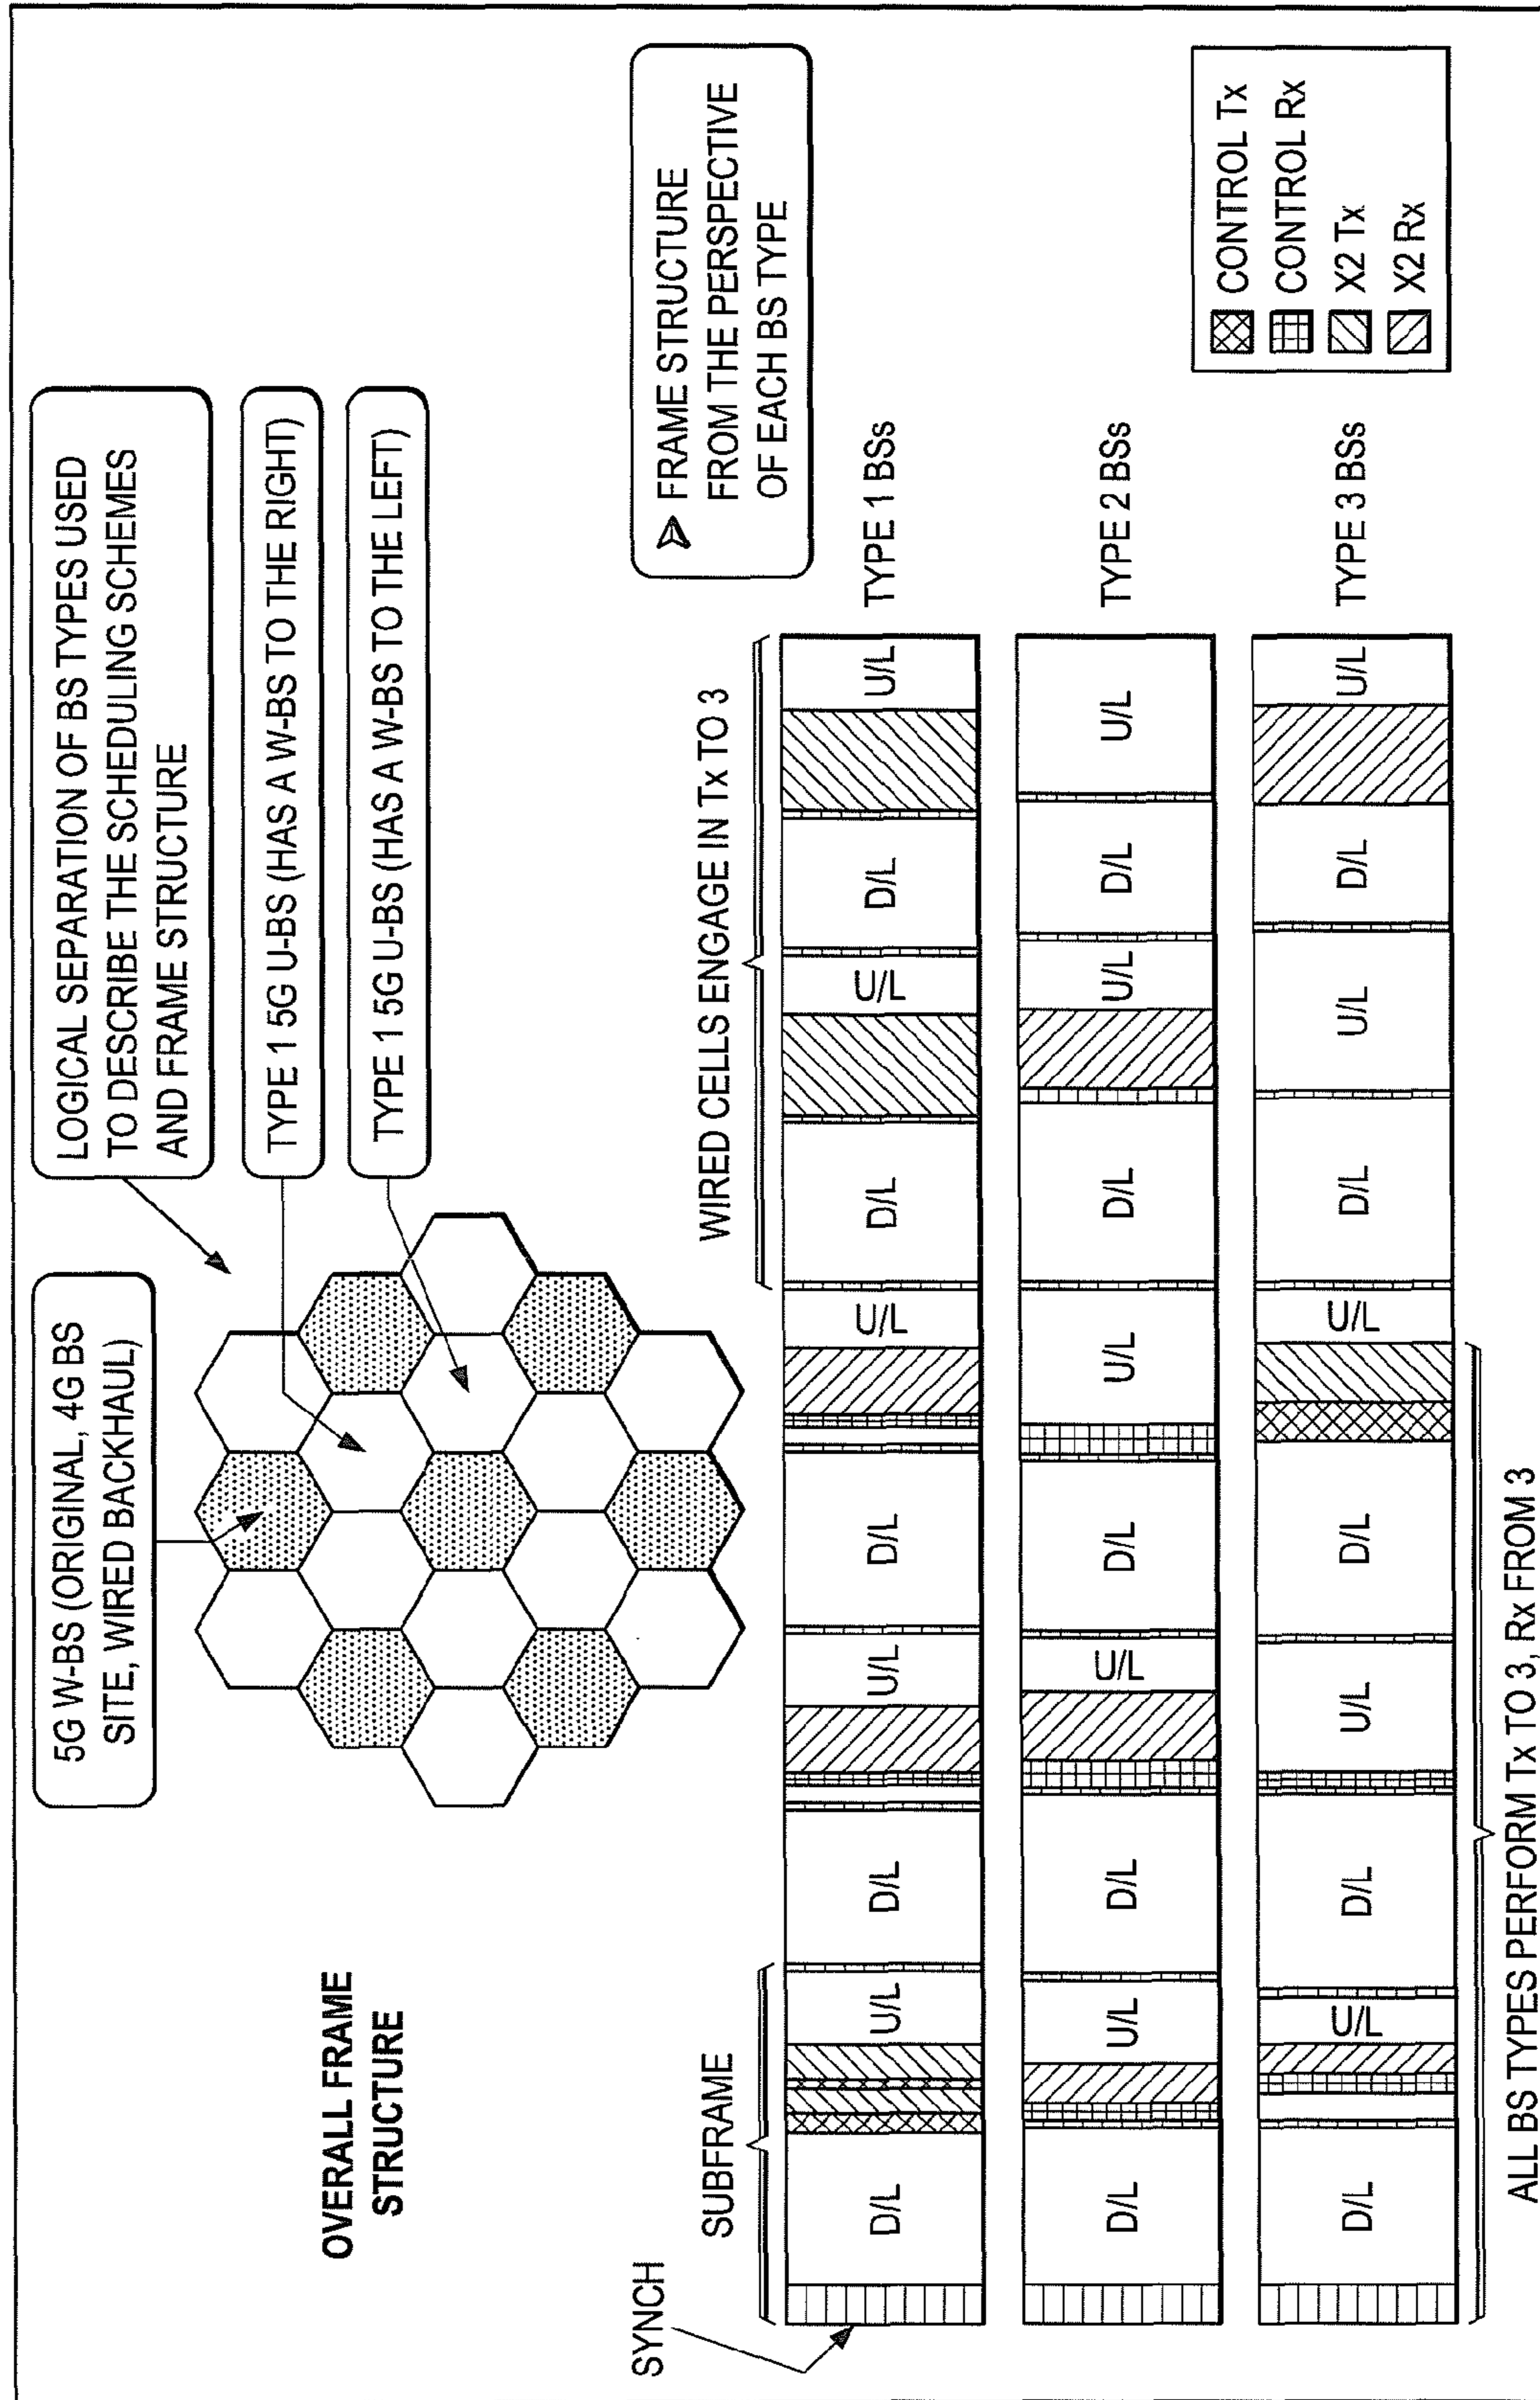 OVERALL FRAME
STRUCTURE
5G W-BS (ORIGINAL, 4G BS
SITE, WIRED BACKHAUL)
LOGICAL SEPARATION OF BS TYPES USED
TO DESCRIBE THE SCHEDULING SCHEMES
AND FRAME STRUCTURE
TYPE 1 5G U-BS (HAS A W-BS TO THE RIGHT)
TYPE 1 5G U-BS (HAS A W-BS TO THE LEFT)
➢ FRAME STRUCTURE
FROM THE PERSPECTIVE
OF EACH BS TYPE
SYNCH
SUBFRAME
WIRED CELLS ENGAGE IN Tx TO 3
D/L U/L D/L U/L D/L U/L D/L U/L D/L U/L TYPE 1 BSs
D/L U/L D/L U/L D/L U/L D/L U/L D/L U/L TYPE 2 BSs
D/L U/L D/L U/L D/L U/L D/L U/L D/L U/L TYPE 3 BSs
ALL BS TYPES PERFORM Tx TO 3, Rx FROM 3
CONTROL Tx
CONTROL Rx
X2 Tx
X2 Rx